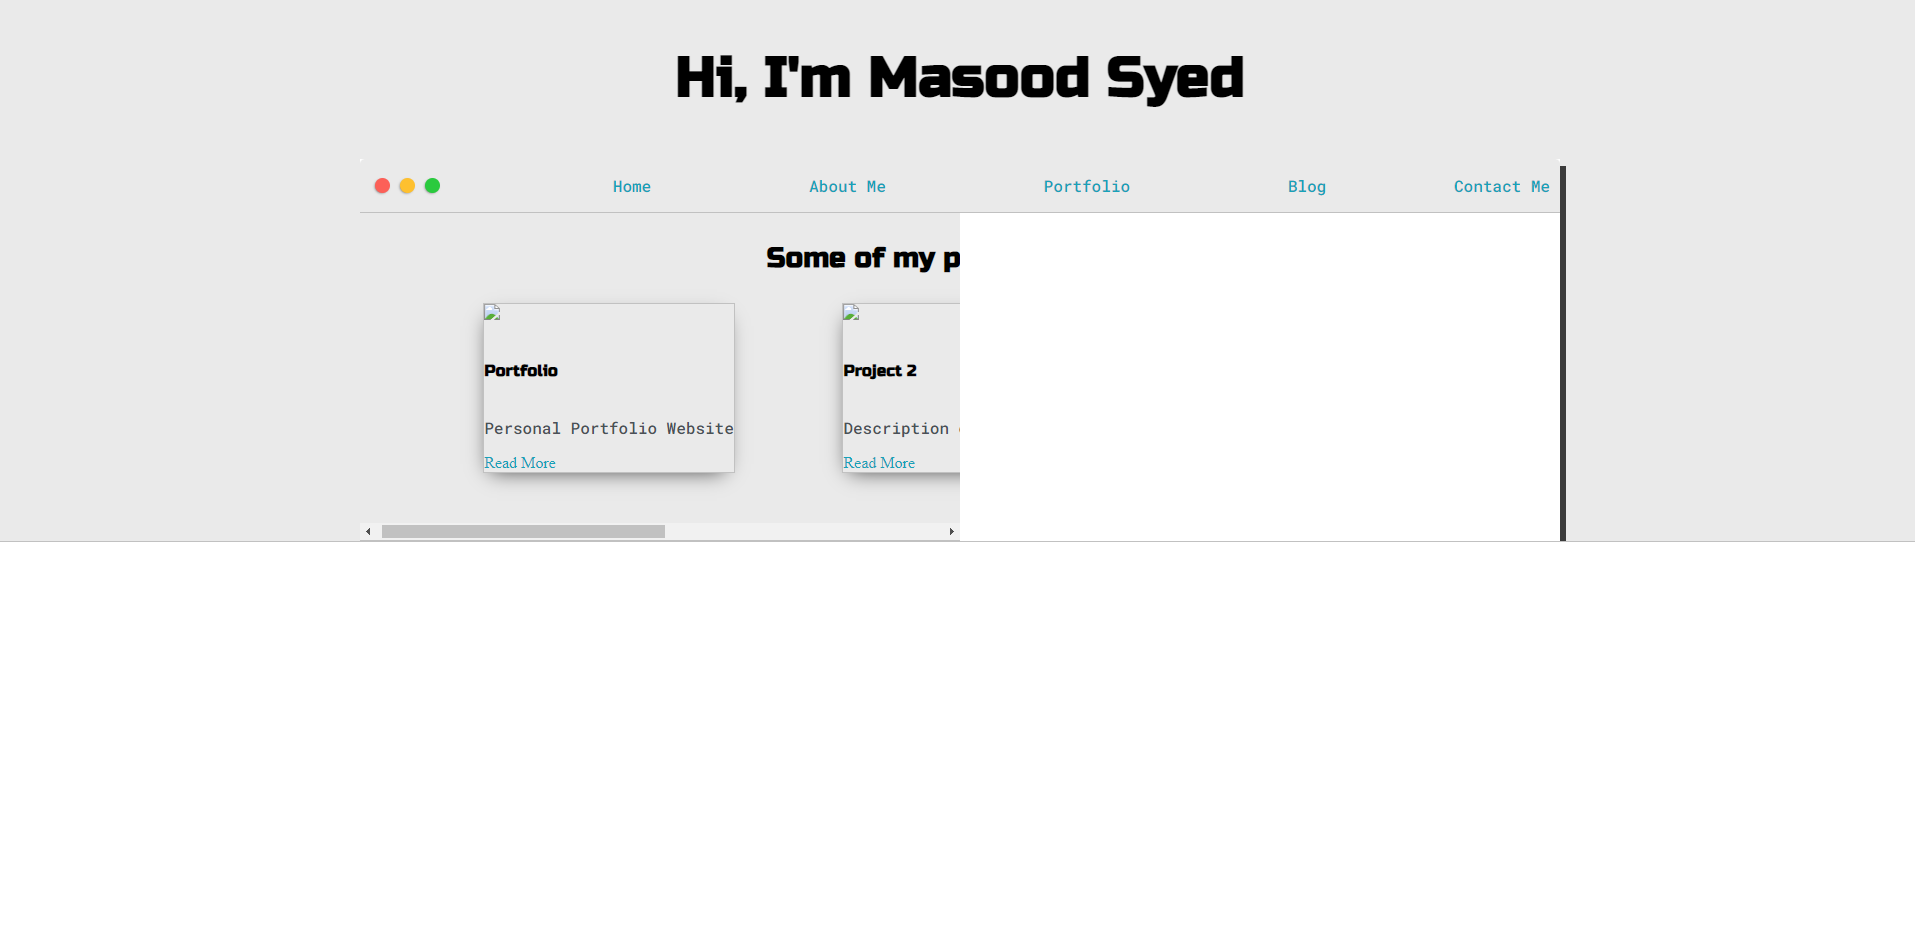 Hi, I'm Masood Syed
Home About Me Portfolio Blog Contact Me
Some of my p
Portfolio Project 2
Personal Portfolio Website Description
Read More Read More